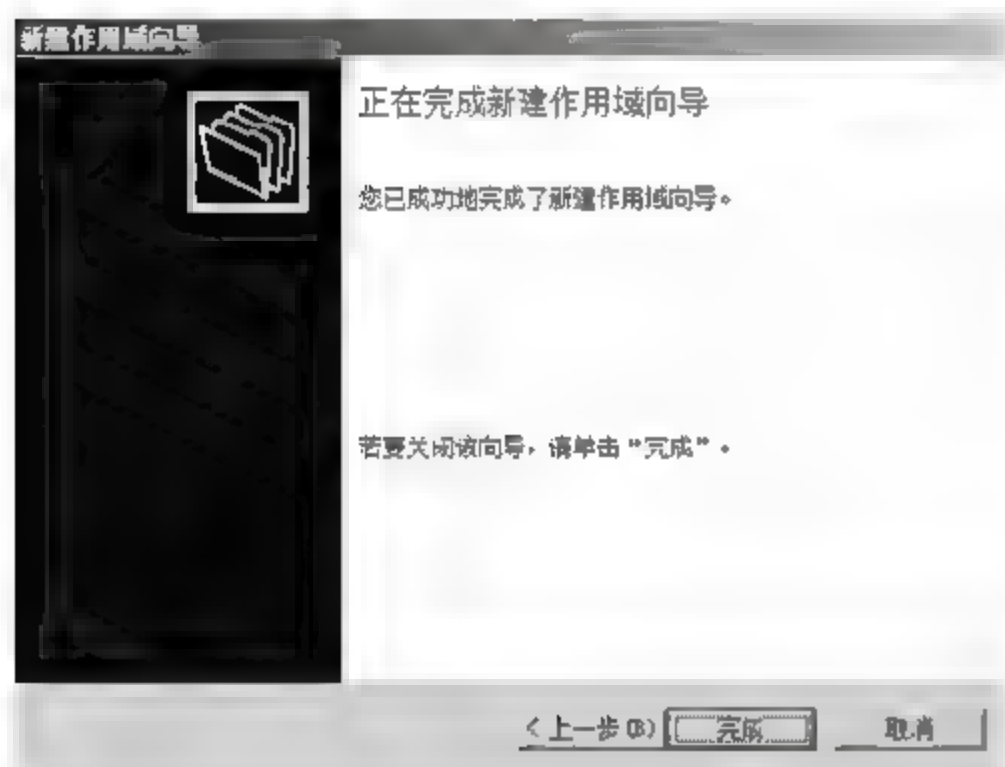 新建作用域向导
正在完成新建作用域向导
您已成功地完成了新建作用域向导。
若要关闭该向导，请单击“完成”。
<上一步(B)
完成
取消